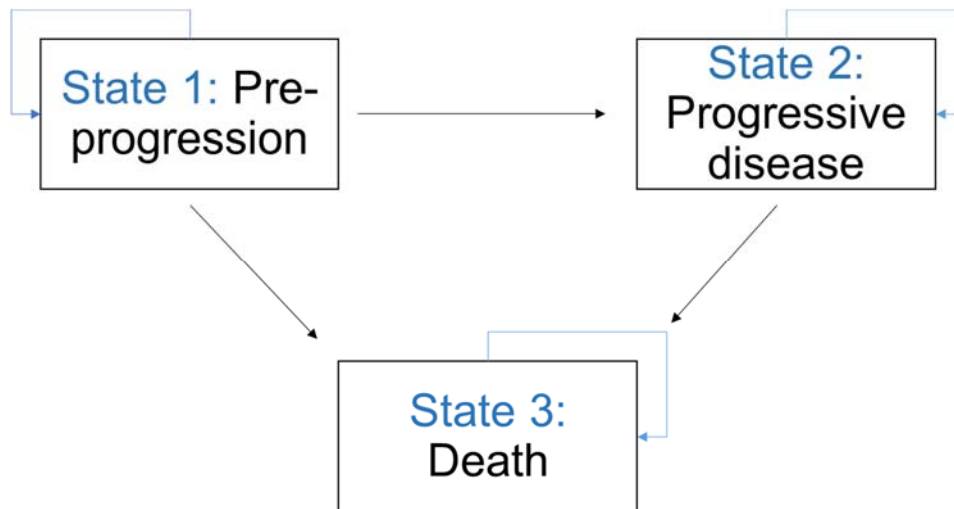 State 1: Pre-
progression
State 2:
Progressive
disease
State 3:
Death